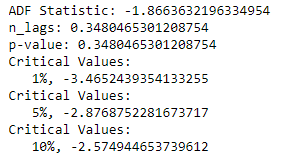 ADF Statistic: -1.8663632196334954
n_lags: 0.3480465301208754
p-value: 0.3480465301208754
Critical Values:
1%, -3.4652439354133255
Critical Values:
5%, -2.8768752281673717
Critical Values:
10%, -2.574944653739612